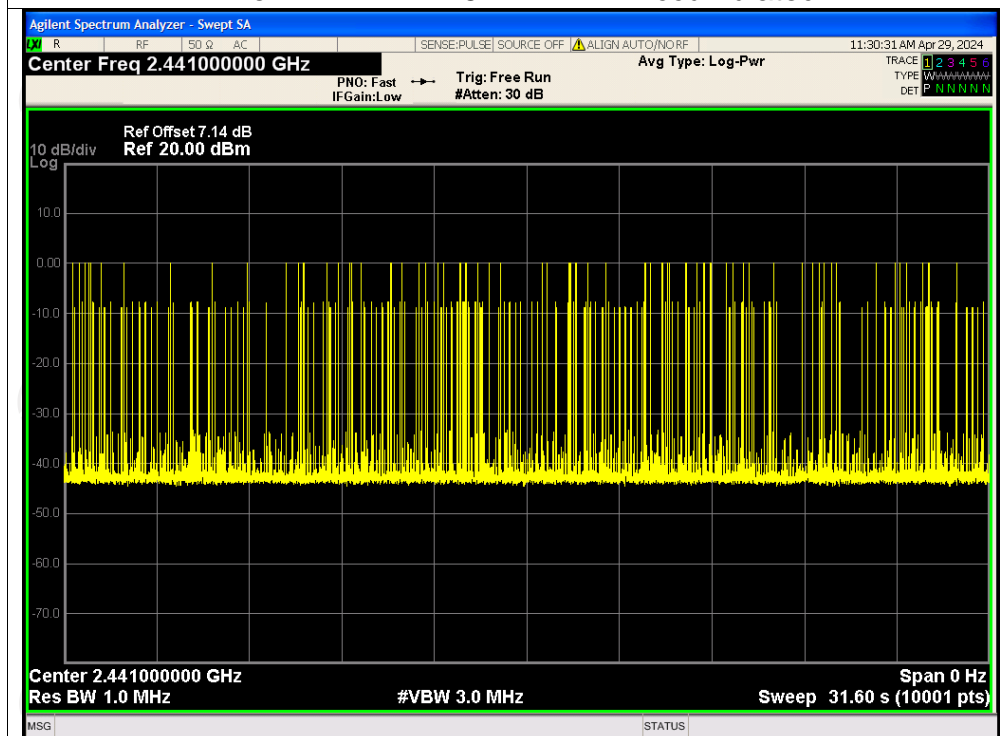 Agilent Spectrum Analyzer - Swept SA
LXI R RF 50 Ω AC SENSE:PULSE SOURCE OFF ALIGN AUTO/NO RF 11:30:31 AM Apr 29, 2024
Center Freq 2.441000000 GHz Avg Type: Log-Pwr TRACE 1 2 3 4 5 6
PNO: Fast Trig: Free Run TYPE W
IFGain:Low #Atten: 30 dB DET P N N N N N
Ref Offset 7.14 dB
10 dB/div Ref 20.00 dBm
Log
10.0
0.00
-10.0
-20.0
-30.0
-40.0
-50.0
-60.0
-70.0
Center 2.441000000 GHz Span 0 Hz
Res BW 1.0 MHz #VBW 3.0 MHz Sweep 31.60 s (10001 pts)
MSG STATUS